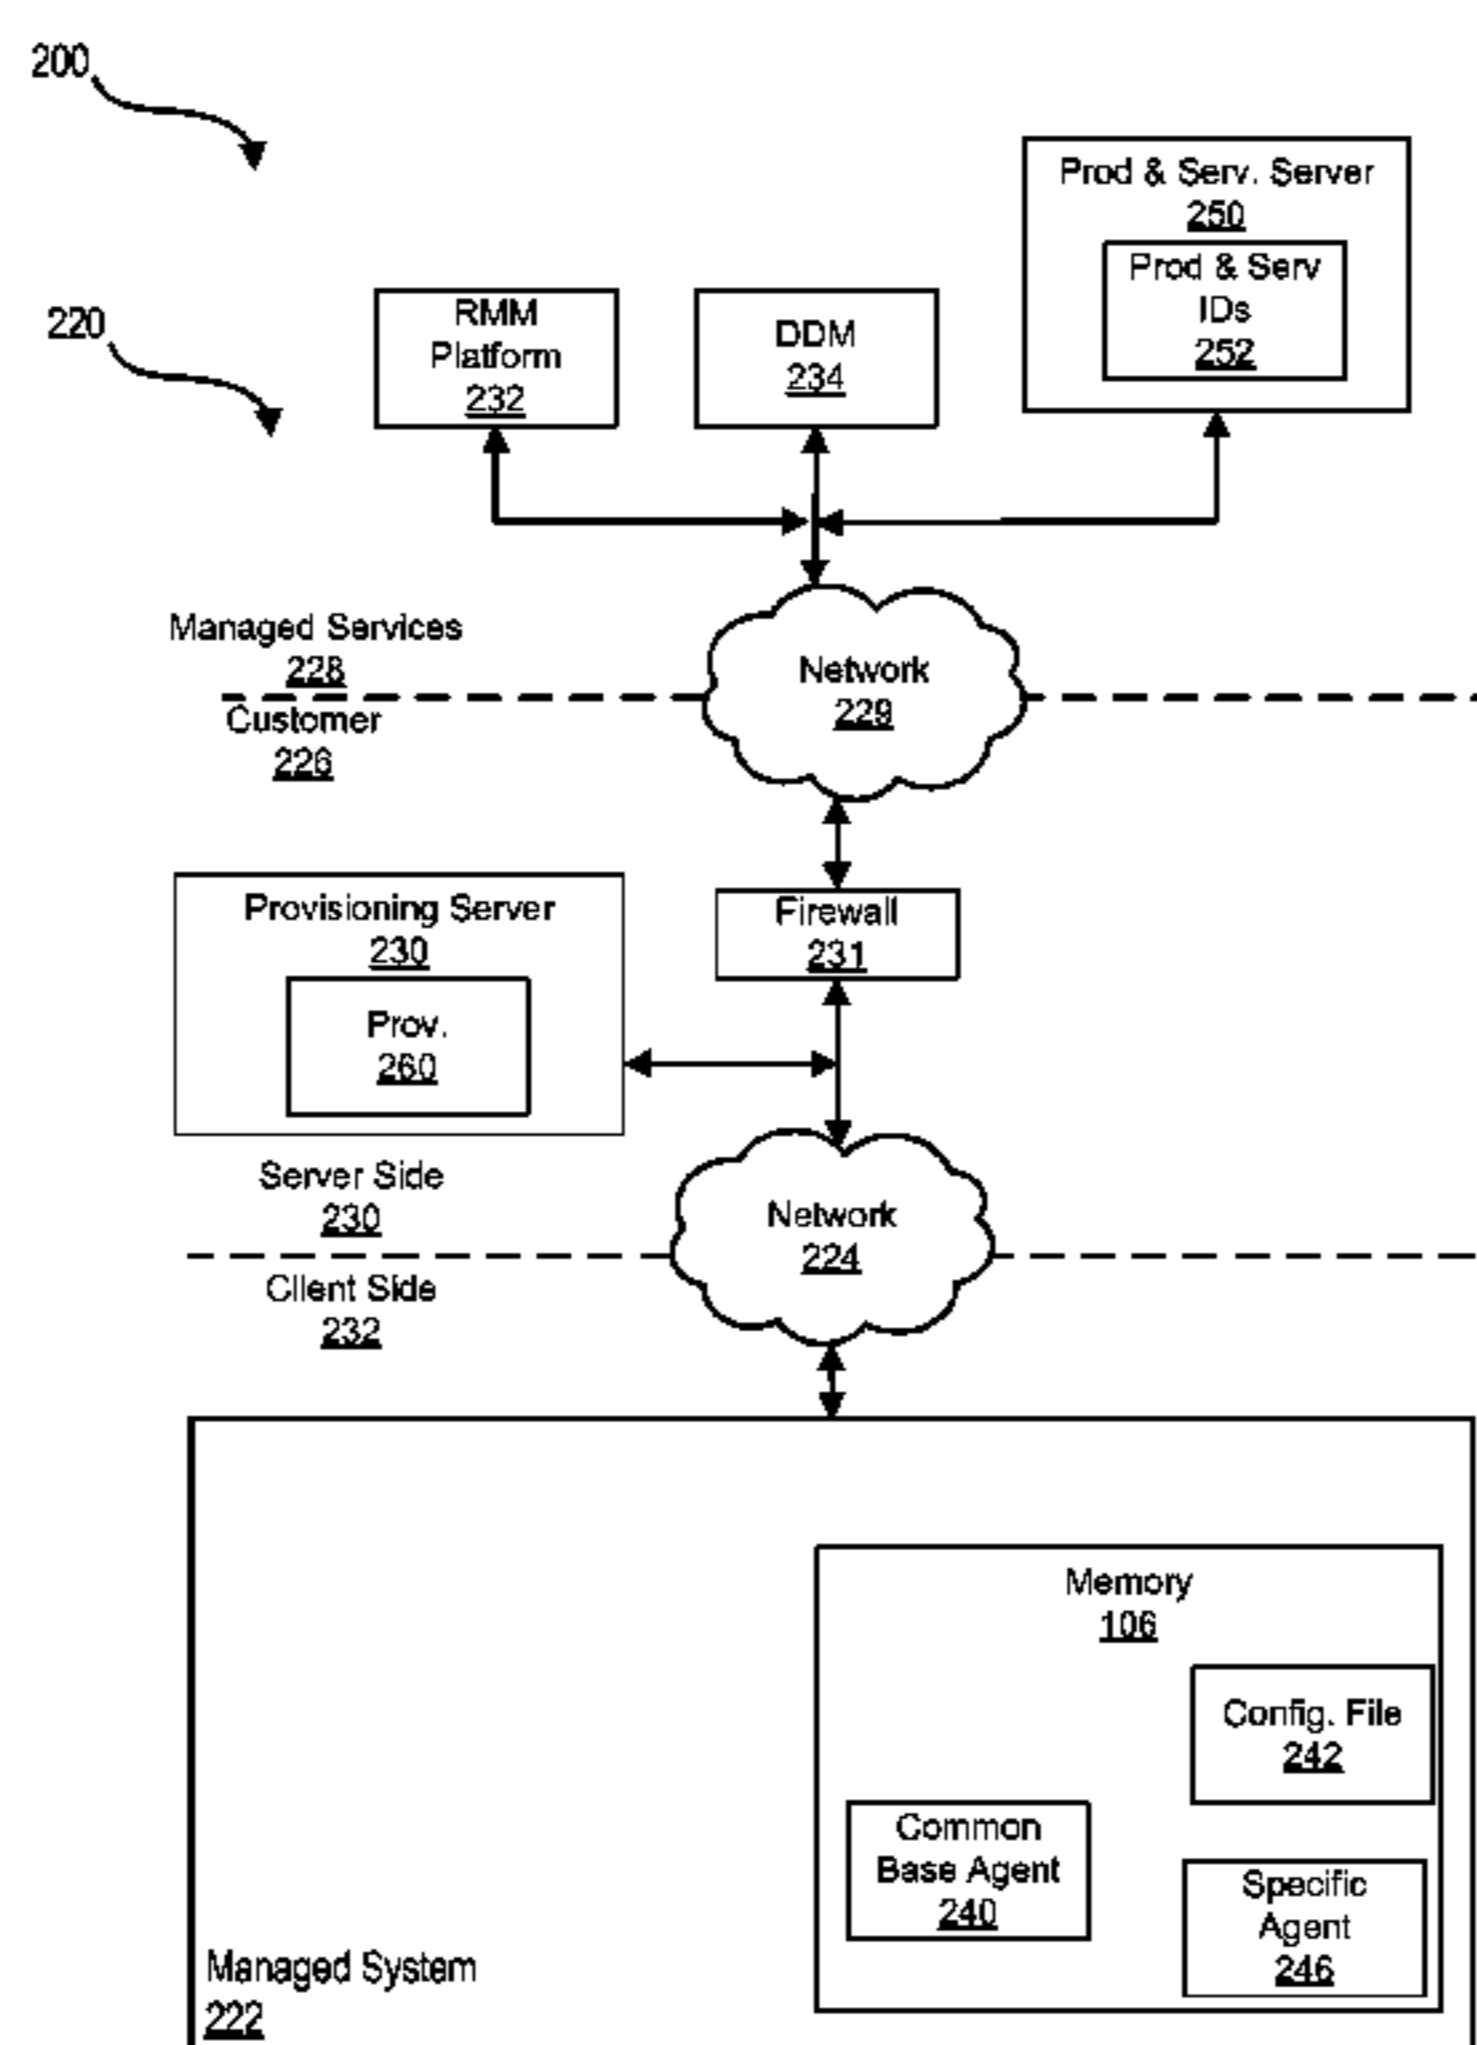 200
Prod & Serv. Server
250
Prod & Serv
IDs
252
220
RMM
Platform
232
DDM
234
Managed Services
228
Network
229
Customer
226
Provisioning Server
230
Prov.
260
Firewall
231
Server Side
230
Network
224
Client Side
232
Memory
106
Config. File
242
Common
Base Agent
240
Specific
Agent
246
Managed System
222